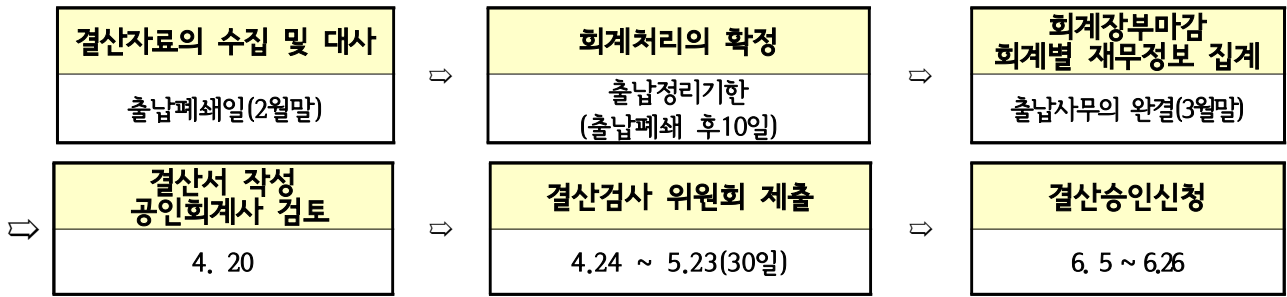 결산자료의 수집 및 대사
출납폐쇄일(2월말)
⇨
회계처리의 확정
출납정리기한
(출납폐쇄 후10일)
⇨
회계장부마감
회계별 재무정보 집계
출납사무의 완결(3월말)
⇨
결산서 작성
공인회계사 검토
4. 20
⇨
결산검사 위원회 제출
4.24 ~ 5.23(30일)
⇨
결산승인신청
6. 5 ~ 6.26